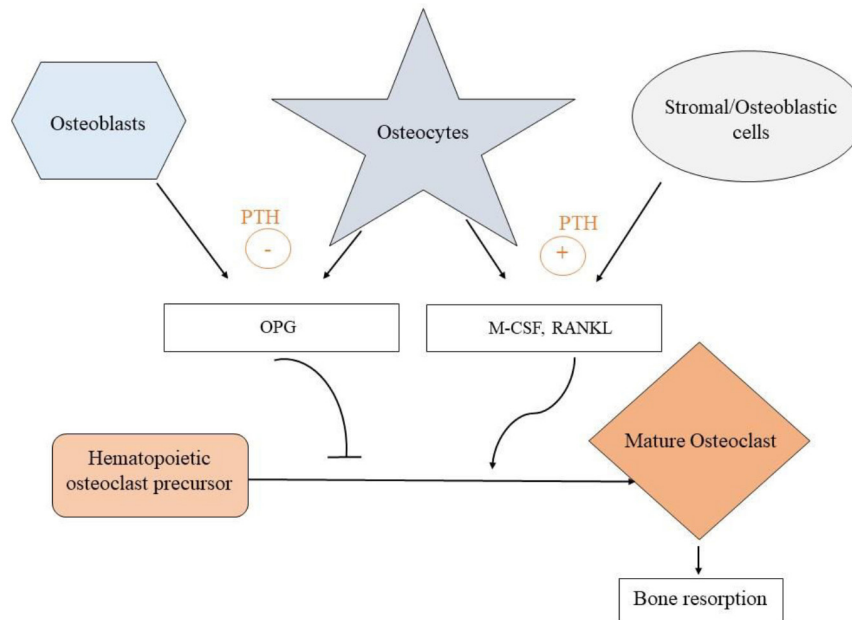 Osteoblasts
Osteocytes
Stromal/Osteoblastic
cells
PTH
-
PTH
+
OPG
M-CSF, RANKL
Hematopoietic
osteoclast precursor
Mature Osteoclast
Bone resorption